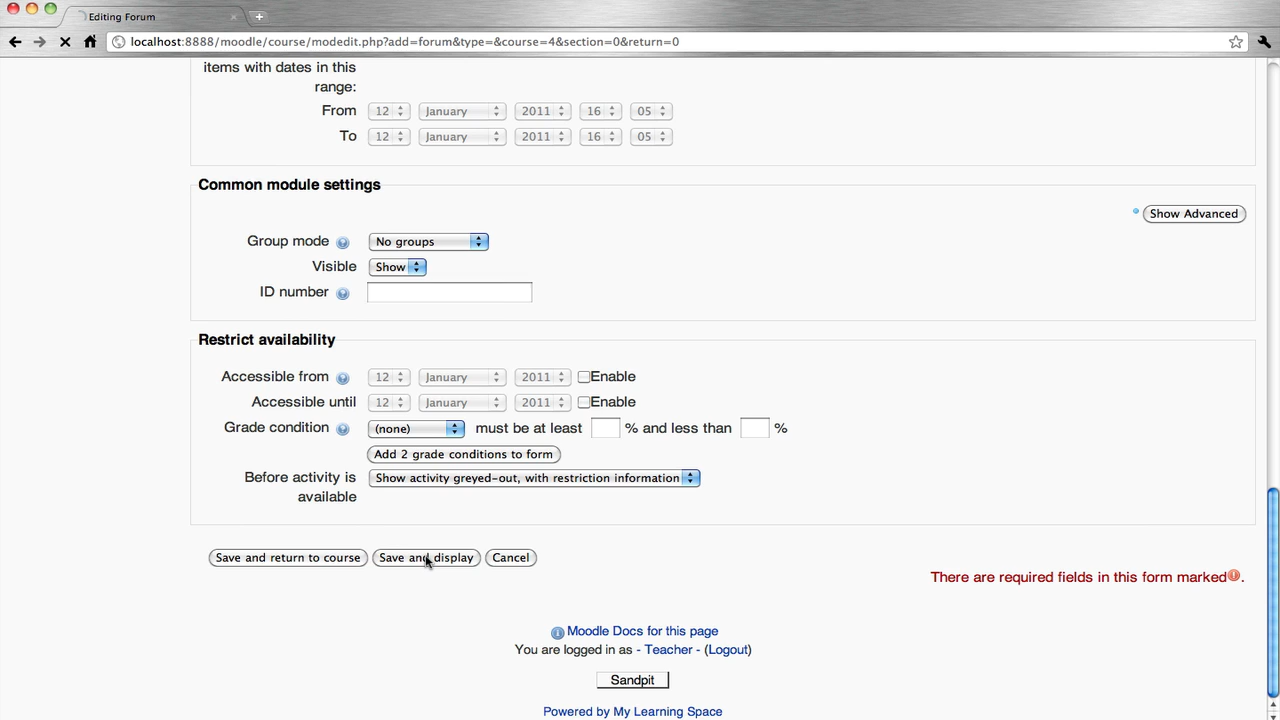 Editing Forum
localhost:8888/moodle/course/modedit.php?add=forum&type=&course=4&section=0&return=0
items with dates in this
range:
From 12 January 2011 16 05
To 12 January 2011 16 05
Common module settings
Show Advanced
Group mode No groups
Visible Show
ID number
Restrict availability
Accessible from 12 January 2011 Enable
Accessible until 12 January 2011 Enable
Grade condition (none) must be at least % and less than %
Add 2 grade conditions to form
Before activity is Show activity greyed-out, with restriction information
available
Save and return to course Save and display Cancel
There are required fields in this form marked .
Moodle Docs for this page
You are logged in as - Teacher - (Logout)
Sandpit
Powered by My Learning Space